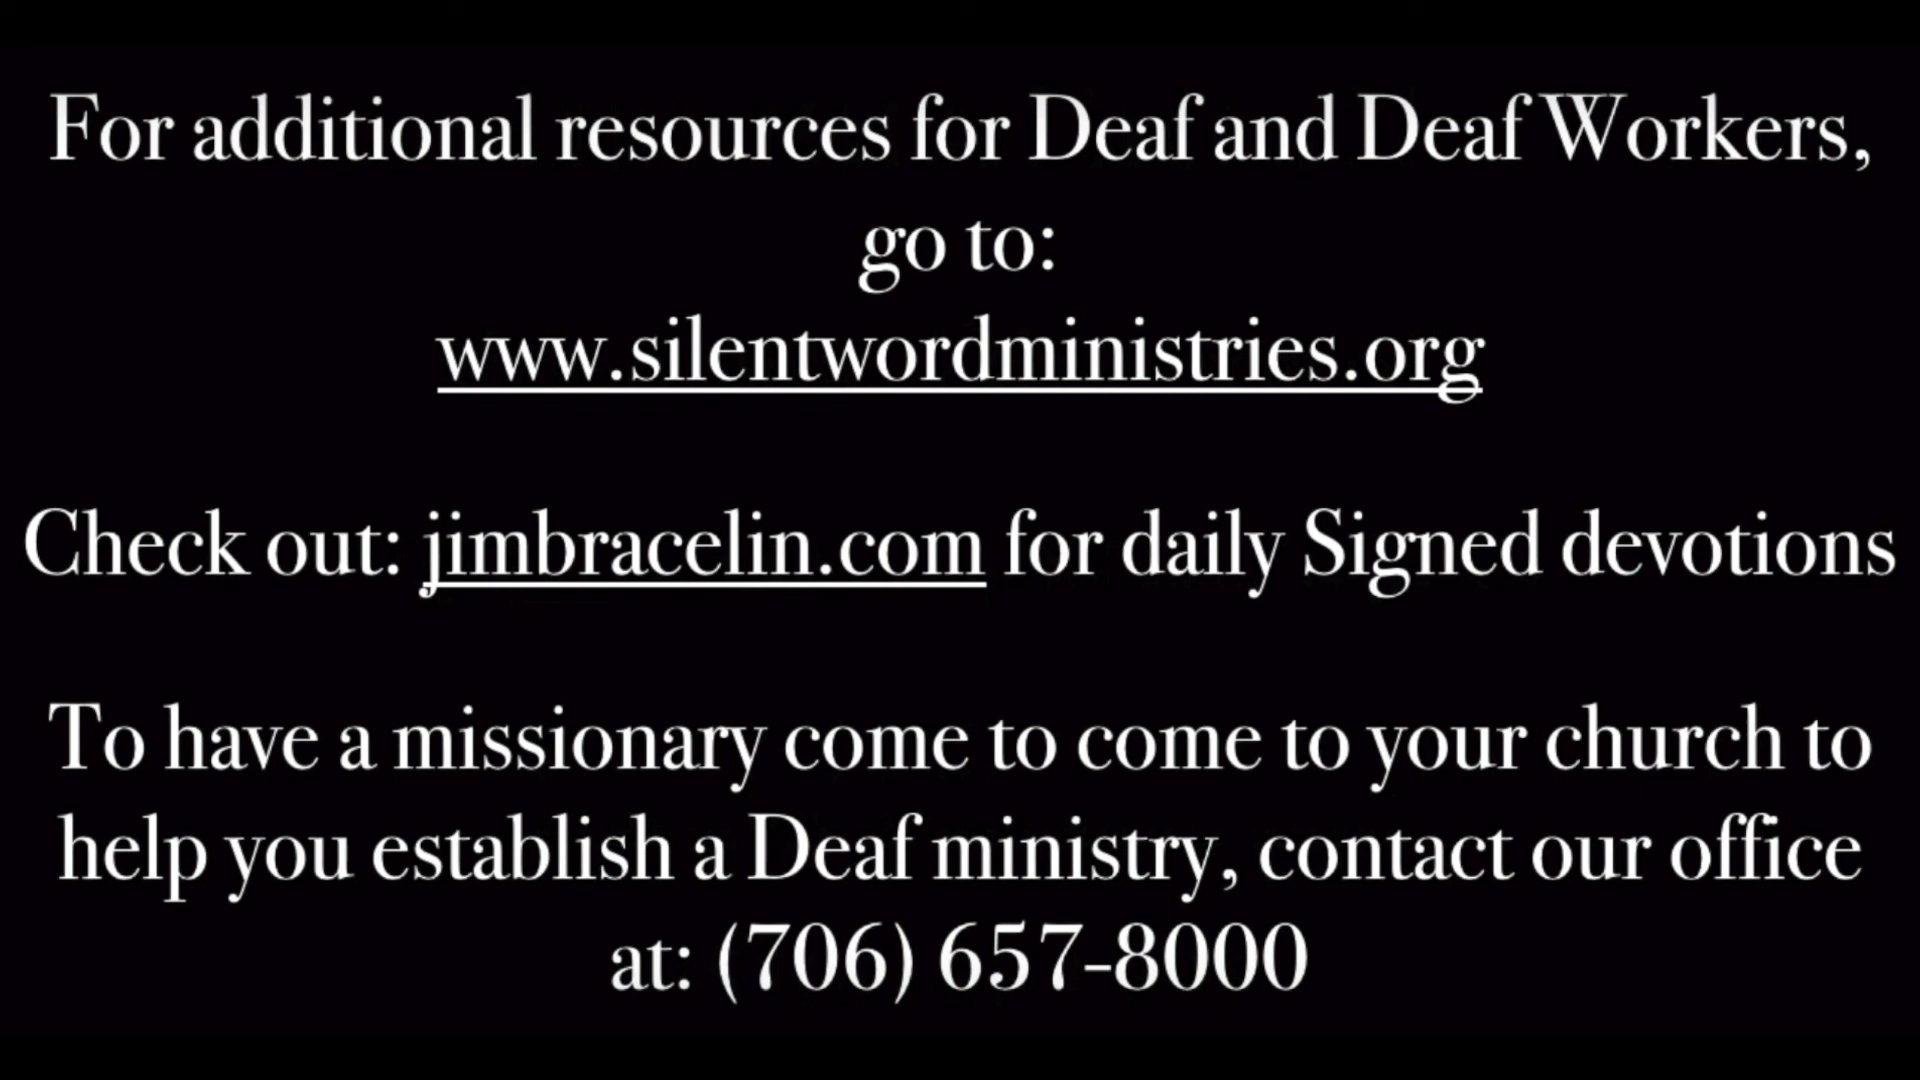 For additional resources for Deaf and Deaf Workers,
go to:
www.silentwordministries.org
Check out: jimbracelin.com for daily Signed devotions
To have a missionary come to come to your church to
help you establish a Deaf ministry, contact our office
at: (706) 657-8000